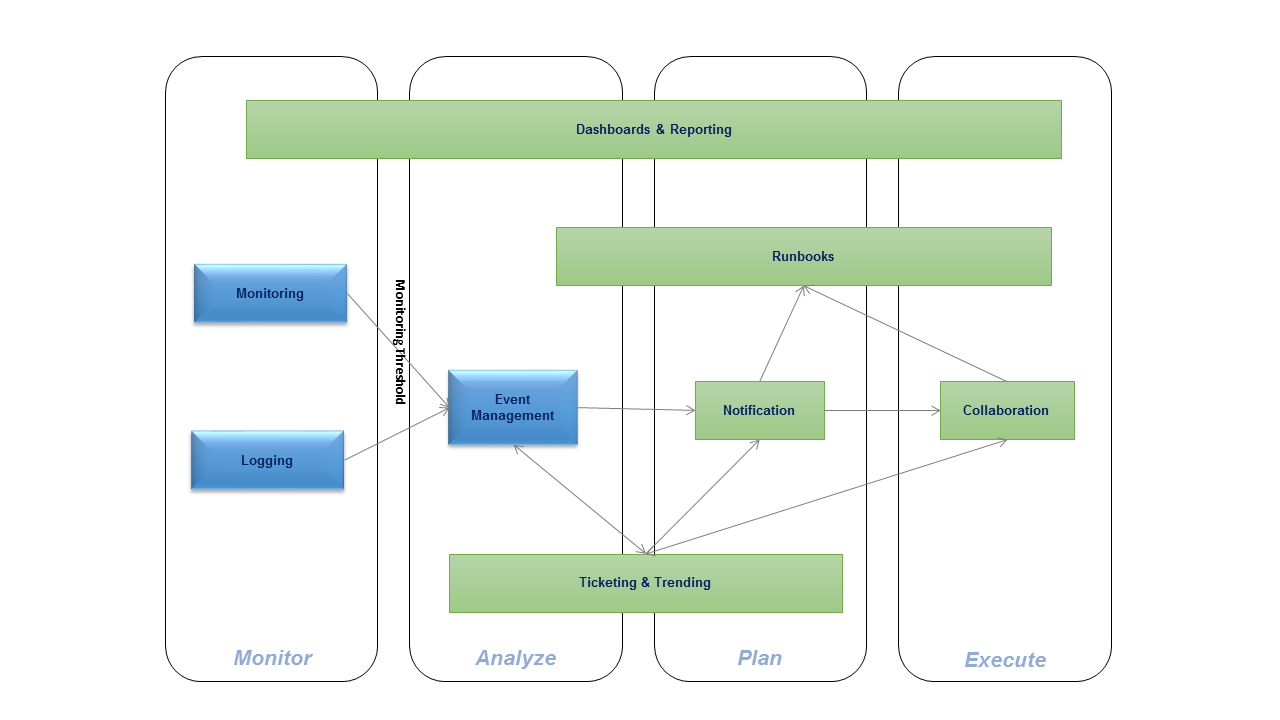 Dashboards & Reporting
Runbooks
Monitoring
Monitoring Threshold
Event
Management
Notification
Collaboration
Logging
Ticketing & Trending
Monitor
Analyze
Plan
Execute